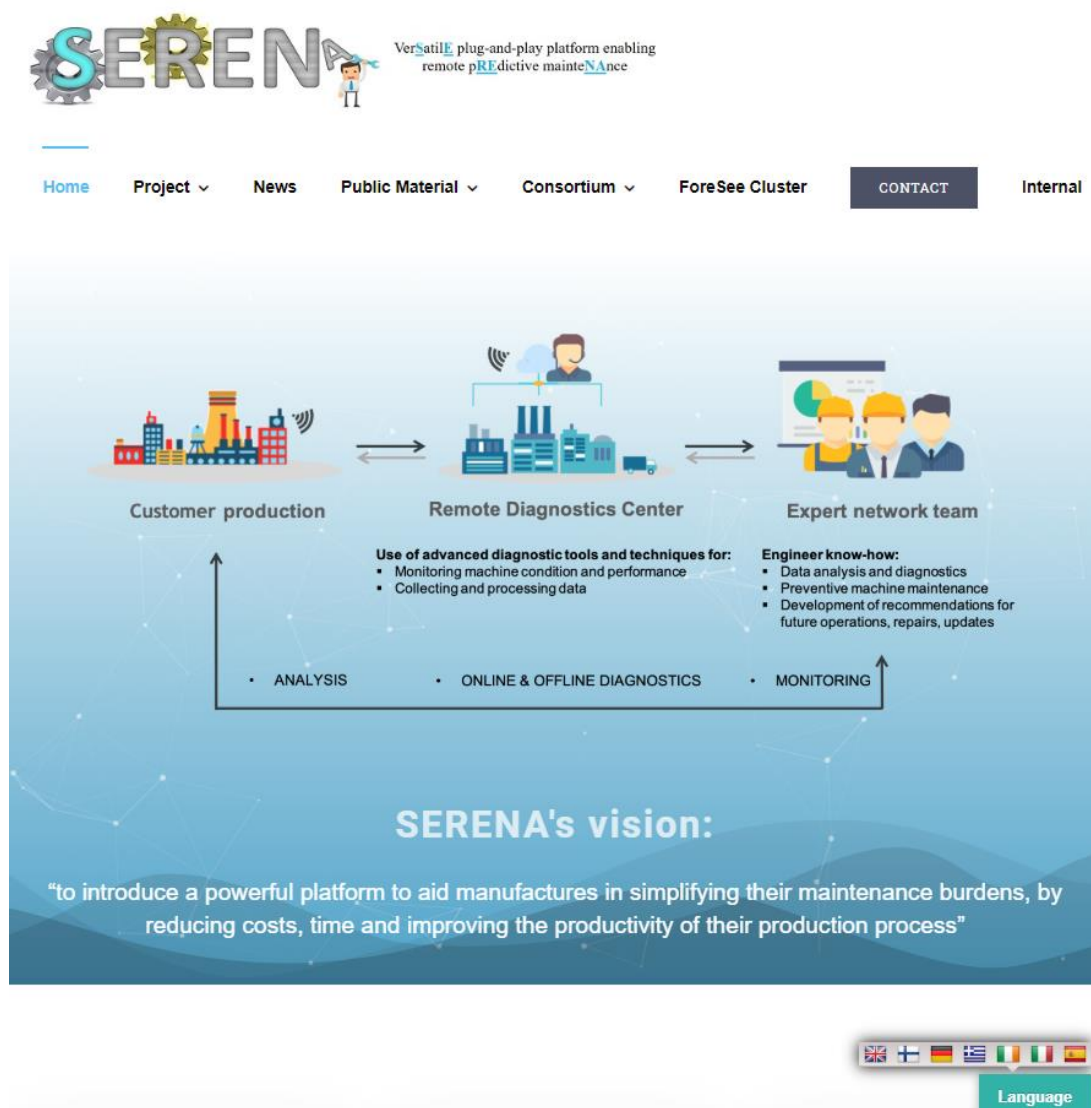 SERENA
VerSatilE plug-and-play platform enabling
remote pREdictive mainteNAnce
Home Project News Public Material Consortium ForeSee Cluster CONTACT Internal
Customer production
Remote Diagnostics Center
Expert network team
Use of advanced diagnostic tools and techniques for:
▪ Monitoring machine condition and performance
▪ Collecting and processing data
Engineer know-how:
▪ Data analysis and diagnostics
▪ Preventive machine maintenance
▪ Development of recommendations for
future operations, repairs, updates
• ANALYSIS • ONLINE & OFFLINE DIAGNOSTICS • MONITORING
SERENA's vision:
“to introduce a powerful platform to aid manufactures in simplifying their maintenance burdens, by
reducing costs, time and improving the productivity of their production process”
Language